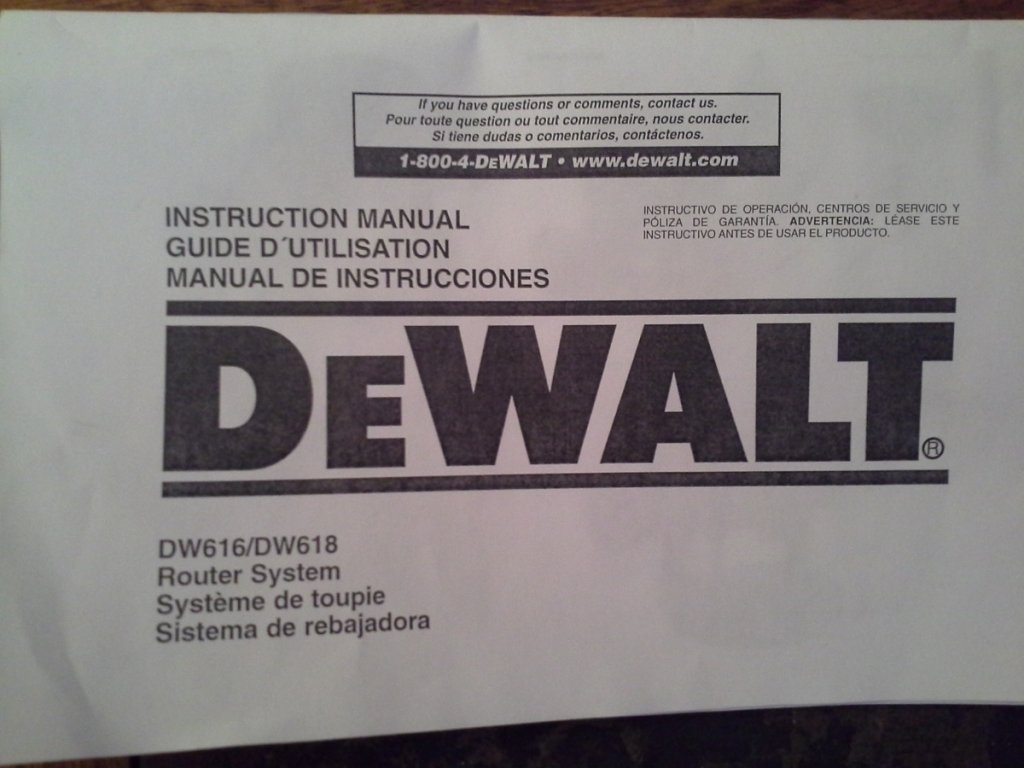 If you have questions or comments, contact us.
Pour toute question ou tout commentaire, nous contacter.
Si tiene dudas o comentarios, contáctenos.
1-800-4-DEWALT • www.dewalt.com
INSTRUCTIVO DE OPERACIÓN, CENTROS DE SERVICIO Y
PÓLIZA DE GARANTÍA. ADVERTENCIA: LÉASE ESTE
INSTRUCTIVO ANTES DE USAR EL PRODUCTO.
INSTRUCTION MANUAL
GUIDE D´UTILISATION
MANUAL DE INSTRUCCIONES
DEWALT®
DW616/DW618
Router System
Système de toupie
Sistema de rebajadora